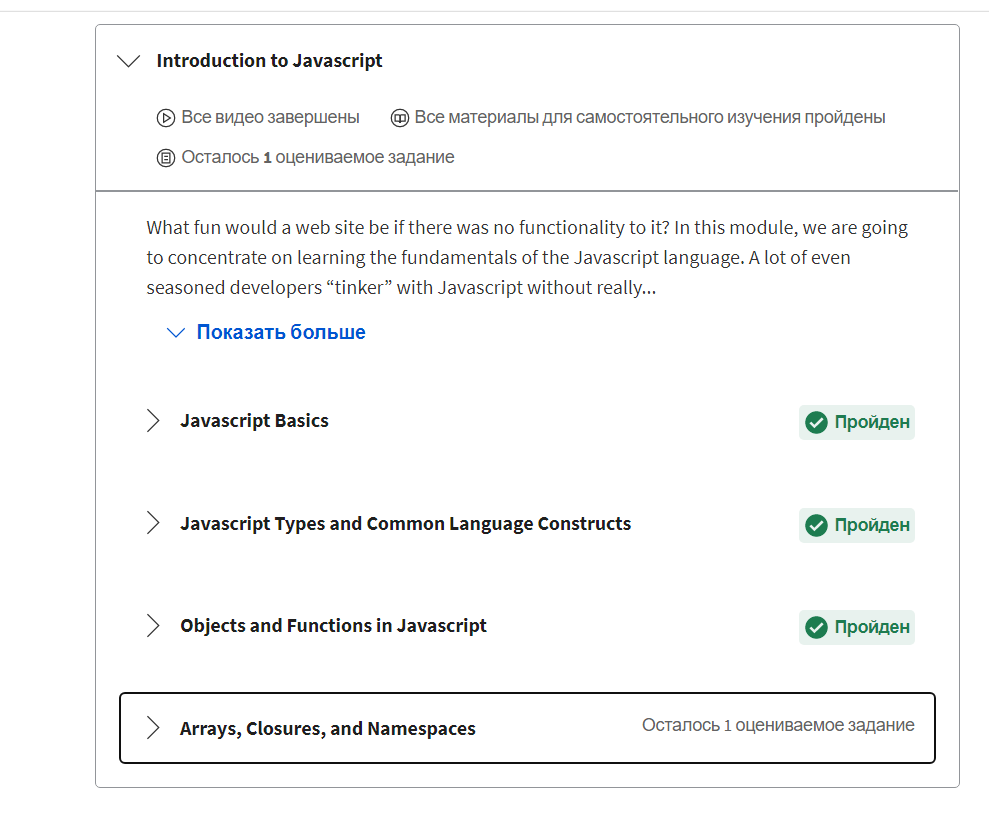 Introduction to Javascript
Все видео завершены Все материалы для самостоятельного изучения пройдены
Осталось 1 оцениваемое задание
What fun would a web site be if there was no functionality to it? In this module, we are going
to concentrate on learning the fundamentals of the Javascript language. A lot of even
seasoned developers “tinker” with Javascript without really...
Показать больше
Javascript Basics Пройден
Javascript Types and Common Language Constructs Пройден
Objects and Functions in Javascript Пройден
Arrays, Closures, and Namespaces Осталось 1 оцениваемое задание